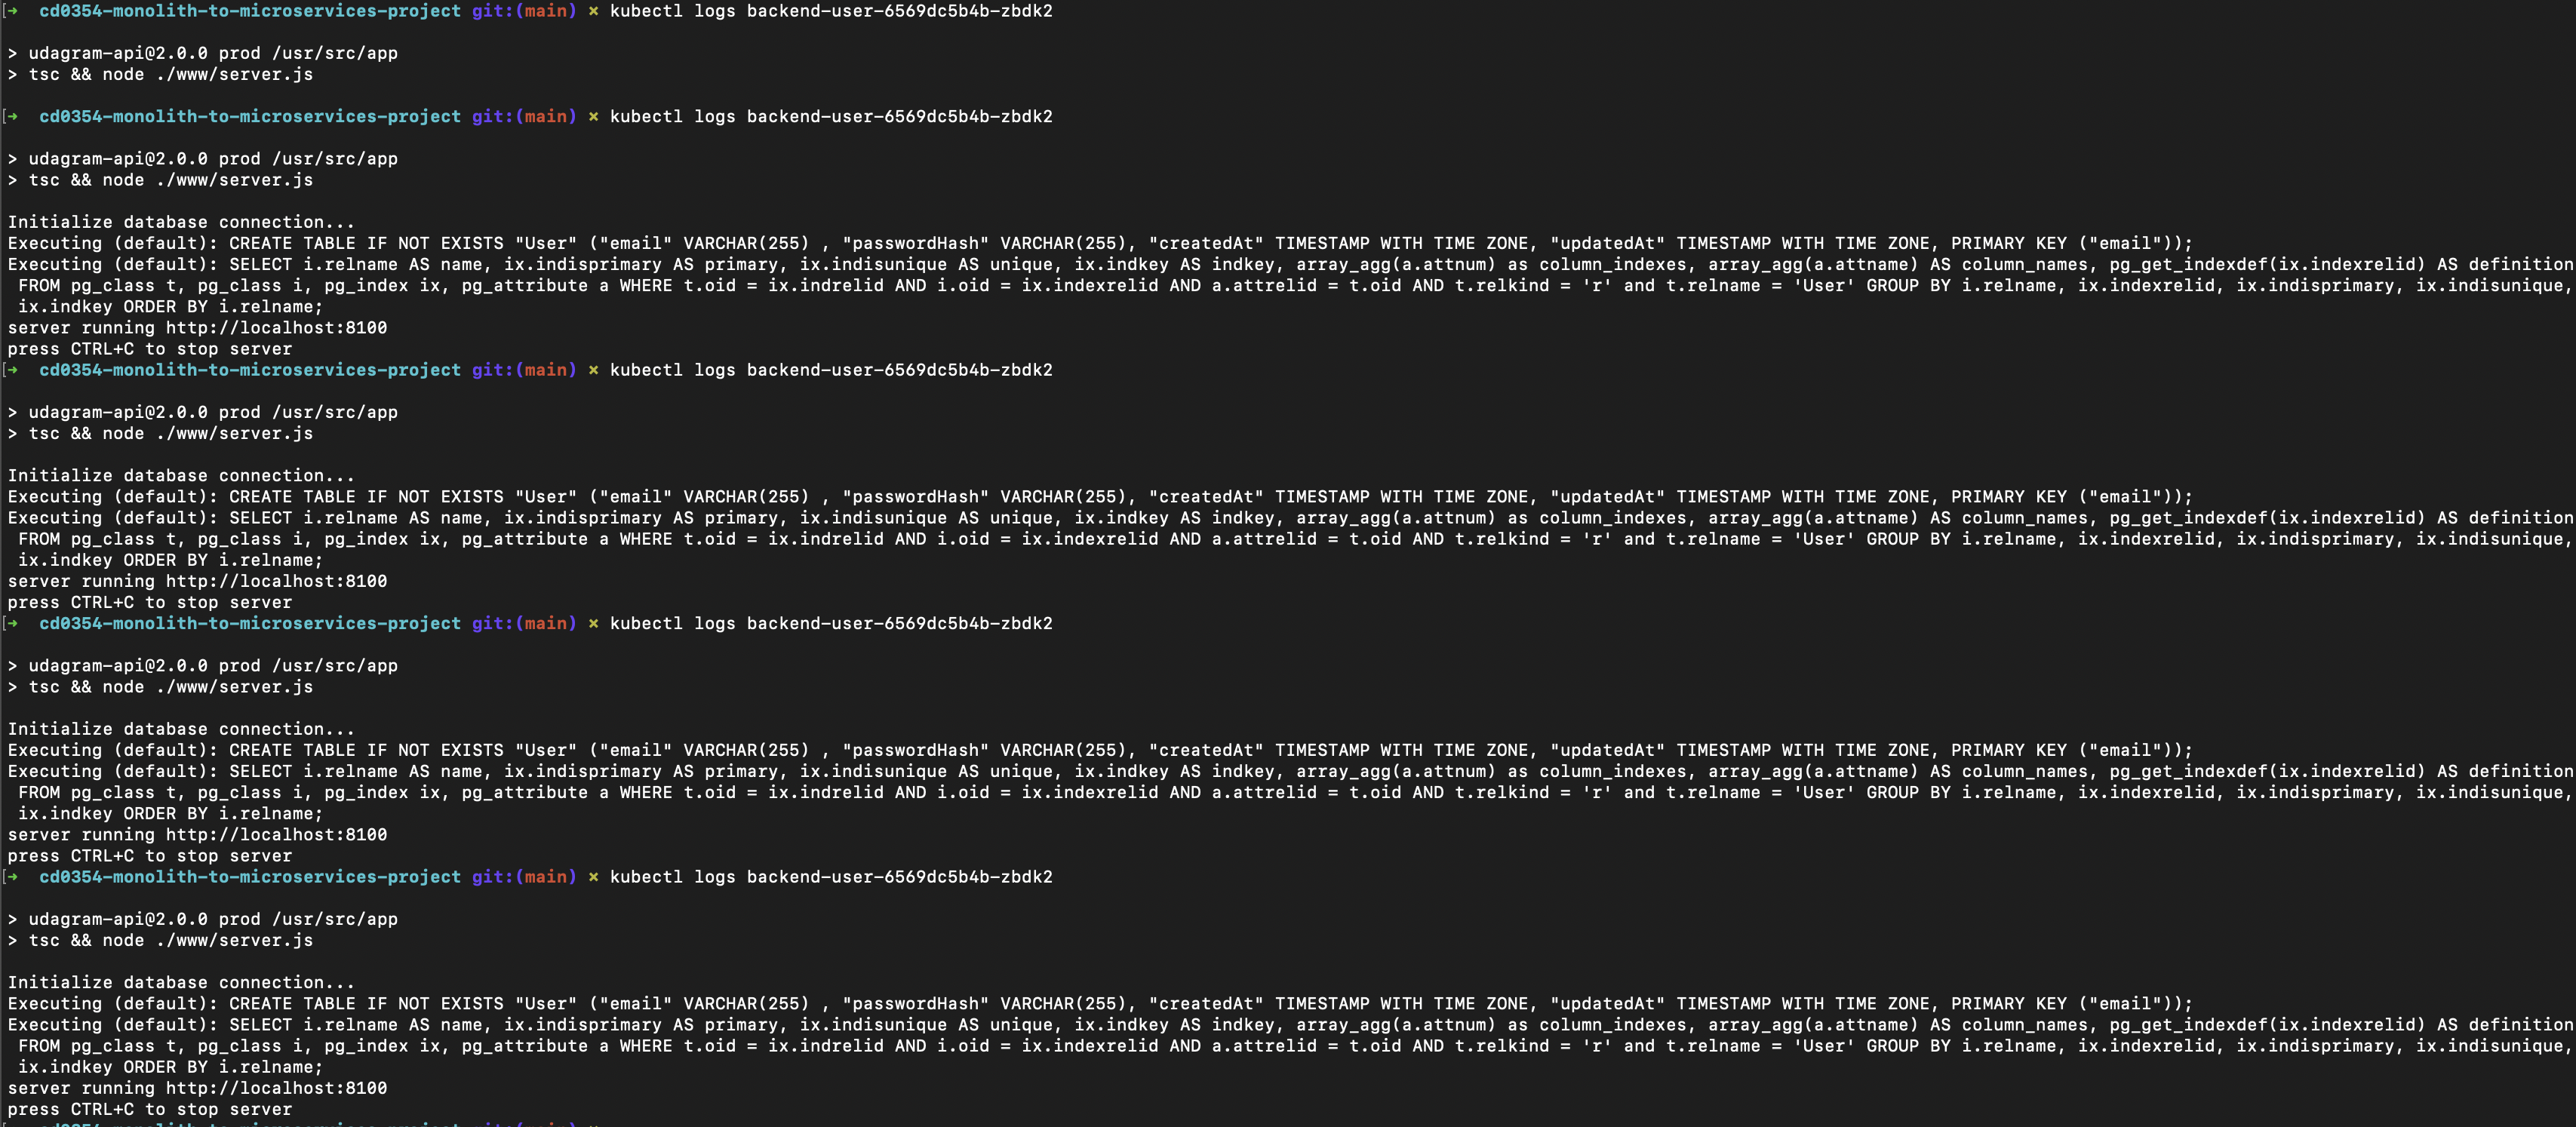 [→  cd0354-monolith-to-microservices-project git:(main) × kubectl logs backend-user-6569dc5b4b-zbdk2
> udagram-api@2.0.0 prod /usr/src/app
> tsc && node ./www/server.js
[→  cd0354-monolith-to-microservices-project git:(main) × kubectl logs backend-user-6569dc5b4b-zbdk2
> udagram-api@2.0.0 prod /usr/src/app
> tsc && node ./www/server.js
Initialize database connection...
Executing (default): CREATE TABLE IF NOT EXISTS "User" ("email" VARCHAR(255) , "passwordHash" VARCHAR(255), "createdAt" TIMESTAMP WITH TIME ZONE, "updatedAt" TIMESTAMP WITH TIME ZONE, PRIMARY KEY ("email"));
Executing (default): SELECT i.relname AS name, ix.indisprimary AS primary, ix.indisunique AS unique, ix.indkey AS indkey, array_agg(a.attnum) as column_indexes, array_agg(a.attname) AS column_names, pg_get_indexdef(ix.indexrelid) AS definition
FROM pg_class t, pg_class i, pg_index ix, pg_attribute a WHERE t.oid = ix.indrelid AND i.oid = ix.indexrelid AND a.attrelid = t.oid AND t.relkind = 'r' and t.relname = 'User' GROUP BY i.relname, ix.indexrelid, ix.indisprimary, ix.indisunique,
ix.indkey ORDER BY i.relname;
server running http://localhost:8100
press CTRL+C to stop server
[→  cd0354-monolith-to-microservices-project git:(main) × kubectl logs backend-user-6569dc5b4b-zbdk2
> udagram-api@2.0.0 prod /usr/src/app
> tsc && node ./www/server.js
Initialize database connection...
Executing (default): CREATE TABLE IF NOT EXISTS "User" ("email" VARCHAR(255) , "passwordHash" VARCHAR(255), "createdAt" TIMESTAMP WITH TIME ZONE, "updatedAt" TIMESTAMP WITH TIME ZONE, PRIMARY KEY ("email"));
Executing (default): SELECT i.relname AS name, ix.indisprimary AS primary, ix.indisunique AS unique, ix.indkey AS indkey, array_agg(a.attnum) as column_indexes, array_agg(a.attname) AS column_names, pg_get_indexdef(ix.indexrelid) AS definition
FROM pg_class t, pg_class i, pg_index ix, pg_attribute a WHERE t.oid = ix.indrelid AND i.oid = ix.indexrelid AND a.attrelid = t.oid AND t.relkind = 'r' and t.relname = 'User' GROUP BY i.relname, ix.indexrelid, ix.indisprimary, ix.indisunique,
ix.indkey ORDER BY i.relname;
server running http://localhost:8100
press CTRL+C to stop server
[→  cd0354-monolith-to-microservices-project git:(main) × kubectl logs backend-user-6569dc5b4b-zbdk2
> udagram-api@2.0.0 prod /usr/src/app
> tsc && node ./www/server.js
Initialize database connection...
Executing (default): CREATE TABLE IF NOT EXISTS "User" ("email" VARCHAR(255) , "passwordHash" VARCHAR(255), "createdAt" TIMESTAMP WITH TIME ZONE, "updatedAt" TIMESTAMP WITH TIME ZONE, PRIMARY KEY ("email"));
Executing (default): SELECT i.relname AS name, ix.indisprimary AS primary, ix.indisunique AS unique, ix.indkey AS indkey, array_agg(a.attnum) as column_indexes, array_agg(a.attname) AS column_names, pg_get_indexdef(ix.indexrelid) AS definition
FROM pg_class t, pg_class i, pg_index ix, pg_attribute a WHERE t.oid = ix.indrelid AND i.oid = ix.indexrelid AND a.attrelid = t.oid AND t.relkind = 'r' and t.relname = 'User' GROUP BY i.relname, ix.indexrelid, ix.indisprimary, ix.indisunique,
ix.indkey ORDER BY i.relname;
server running http://localhost:8100
press CTRL+C to stop server
[→  cd0354-monolith-to-microservices-project git:(main) × kubectl logs backend-user-6569dc5b4b-zbdk2
> udagram-api@2.0.0 prod /usr/src/app
> tsc && node ./www/server.js
Initialize database connection...
Executing (default): CREATE TABLE IF NOT EXISTS "User" ("email" VARCHAR(255) , "passwordHash" VARCHAR(255), "createdAt" TIMESTAMP WITH TIME ZONE, "updatedAt" TIMESTAMP WITH TIME ZONE, PRIMARY KEY ("email"));
Executing (default): SELECT i.relname AS name, ix.indisprimary AS primary, ix.indisunique AS unique, ix.indkey AS indkey, array_agg(a.attnum) as column_indexes, array_agg(a.attname) AS column_names, pg_get_indexdef(ix.indexrelid) AS definition
FROM pg_class t, pg_class i, pg_index ix, pg_attribute a WHERE t.oid = ix.indrelid AND i.oid = ix.indexrelid AND a.attrelid = t.oid AND t.relkind = 'r' and t.relname = 'User' GROUP BY i.relname, ix.indexrelid, ix.indisprimary, ix.indisunique,
ix.indkey ORDER BY i.relname;
server running http://localhost:8100
press CTRL+C to stop server